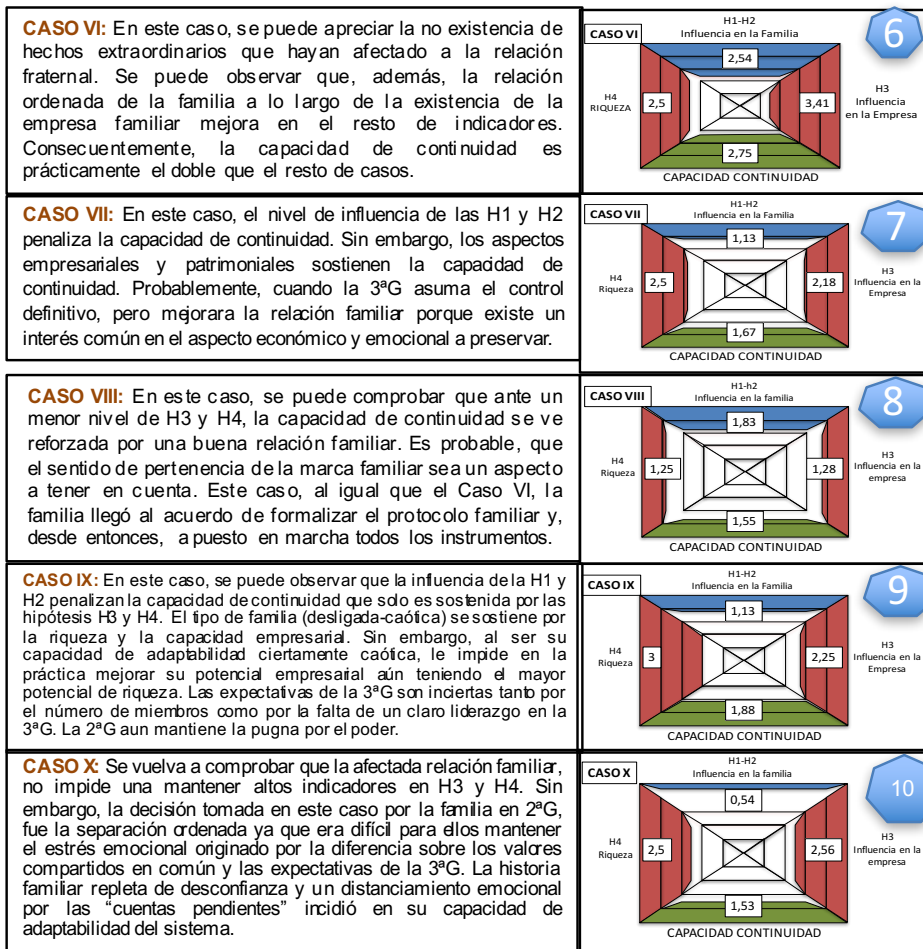 CASO VI: En este caso, se puede apreciar la no existencia de
hechos extraordinarios que hayan afectado a la relación
fraternal. Se puede observar que, además, la relación
ordenada de la familia a lo largo de la existencia de la
empresa familiar mejora en el resto de indicadores.
Consecuentemente, la capacidad de continuidad es
prácticamente el doble que el resto de casos.
CASO VI
H1-H2
Influencia en la Familia
6
2,54
H4
RIQUEZA
2,5
3,41
H3
Influencia
en la Empresa
2,75
CAPACIDAD CONTINUIDAD
CASO VII: En este caso, el nivel de influencia de las H1 y H2
penaliza la capacidad de continuidad. Sin embargo, los aspectos
empresariales y patrimoniales sostienen la capacidad de
continuidad. Probablemente, cuando la 3ªG asuma el control
definitivo, pero mejorara la relación familiar porque existe un
interés común en el aspecto económico y emocional a preservar.
CASO VII
H1-H2
Influencia en la Familia
7
1,13
H4
Riqueza
2,5
2,18
H3
Influencia en la
Empresa
1,67
CAPACIDAD CONTINUIDAD
CASO VIII: En este caso, se puede comprobar que ante un
menor nivel de H3 y H4, la capacidad de continuidad se ve
reforzada por una buena relación familiar. Es probable, que
el sentido de pertenencia de la marca familiar sea un aspecto
a tener en cuenta. Este caso, al igual que el Caso VI, la
familia llegó al acuerdo de formalizar el protocolo familiar y,
desde entonces, a puesto en marcha todos los instrumentos.
CASO VIII
H1-h2
Influencia en la familia
8
1,83
H4
Riqueza
1,25
1,28
H3
Influencia en la
empresa
1,55
CAPACIDAD CONTINUIDAD
CASO IX: En este caso, se puede observar que la influencia de la H1 y
H2 penalizan la capacidad de continuidad que solo es sostenida por las
hipótesis H3 y H4. El tipo de familia (desligada-caótica) se sostiene por
la riqueza y la capacidad empresarial. Sin embargo, al ser su
capacidad de adaptabilidad ciertamente caótica, le impide en la
práctica mejorar su potencial empresarial aún teniendo el mayor
potencial de riqueza. Las expectativas de la 3ªG son inciertas tanto por
el número de miembros como por la falta de un claro liderazgo en la
3ªG. La 2ªG aun mantiene la pugna por el poder.
CASO IX
H1-H2
Influencia en la Familia
9
1,13
H4
Riqueza
3
2,25
H3
Influencia en la
Empresa
1,88
CAPACIDAD CONTINUIDAD
CASO X: Se vuelva a comprobar que la afectada relación familiar,
no impide una mantener altos indicadores en H3 y H4. Sin
embargo, la decisión tomada en este caso por la familia en 2ªG,
fue la separación ordenada ya que era difícil para ellos mantener
el estrés emocional originado por la diferencia sobre los valores
compartidos en común y las expectativas de la 3ªG. La historia
familiar repleta de desconfianza y un distanciamiento emocional
por las “cuentas pendientes” incidió en su capacidad de
adaptabilidad del sistema.
CASO X
H1-H2
Influencia en la familia
10
0,54
H4
Riqueza
2,5
2,56
H3
Influencia en la
empresa
1,53
CAPACIDAD CONTINUIDAD